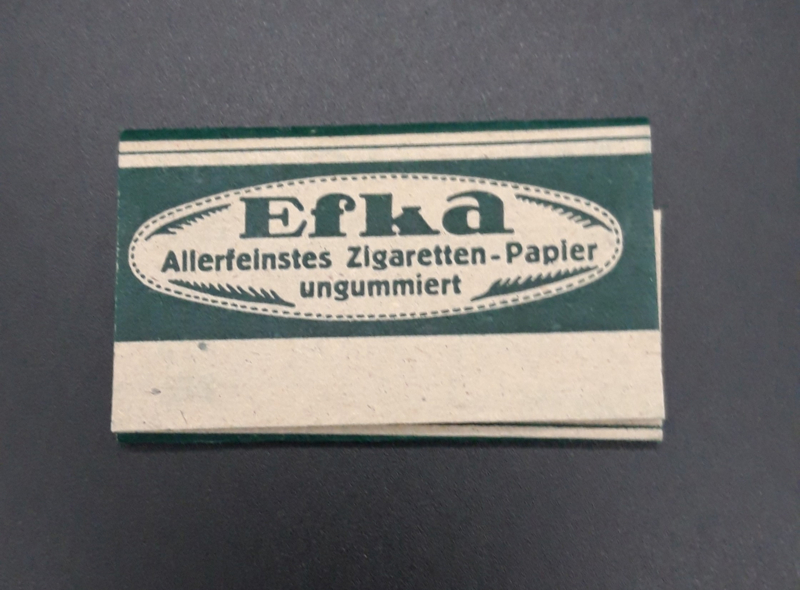 Efka
Allerfeinstes Zigaretten-Papier
ungummiert